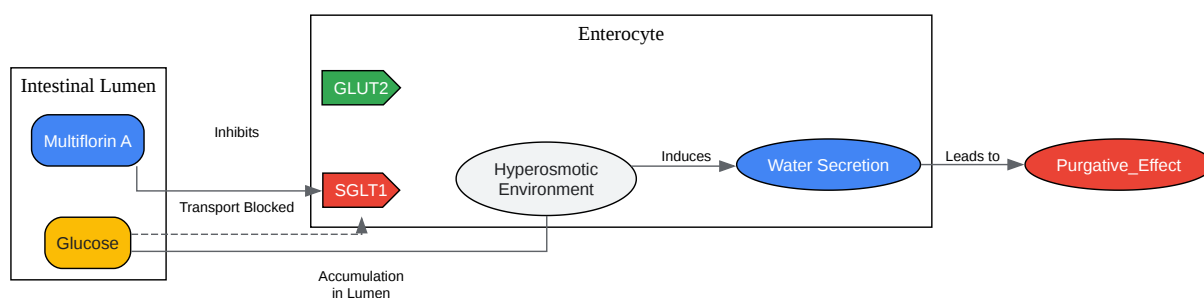 Enterocyte
Intestinal Lumen
GLUT2
Multiflorin A
Inhibits
Hyperosmotic
Environment
Induces
Water Secretion
Leads to
Purgative_Effect
SGLT1
Transport Blocked
Glucose
Accumulation
in Lumen